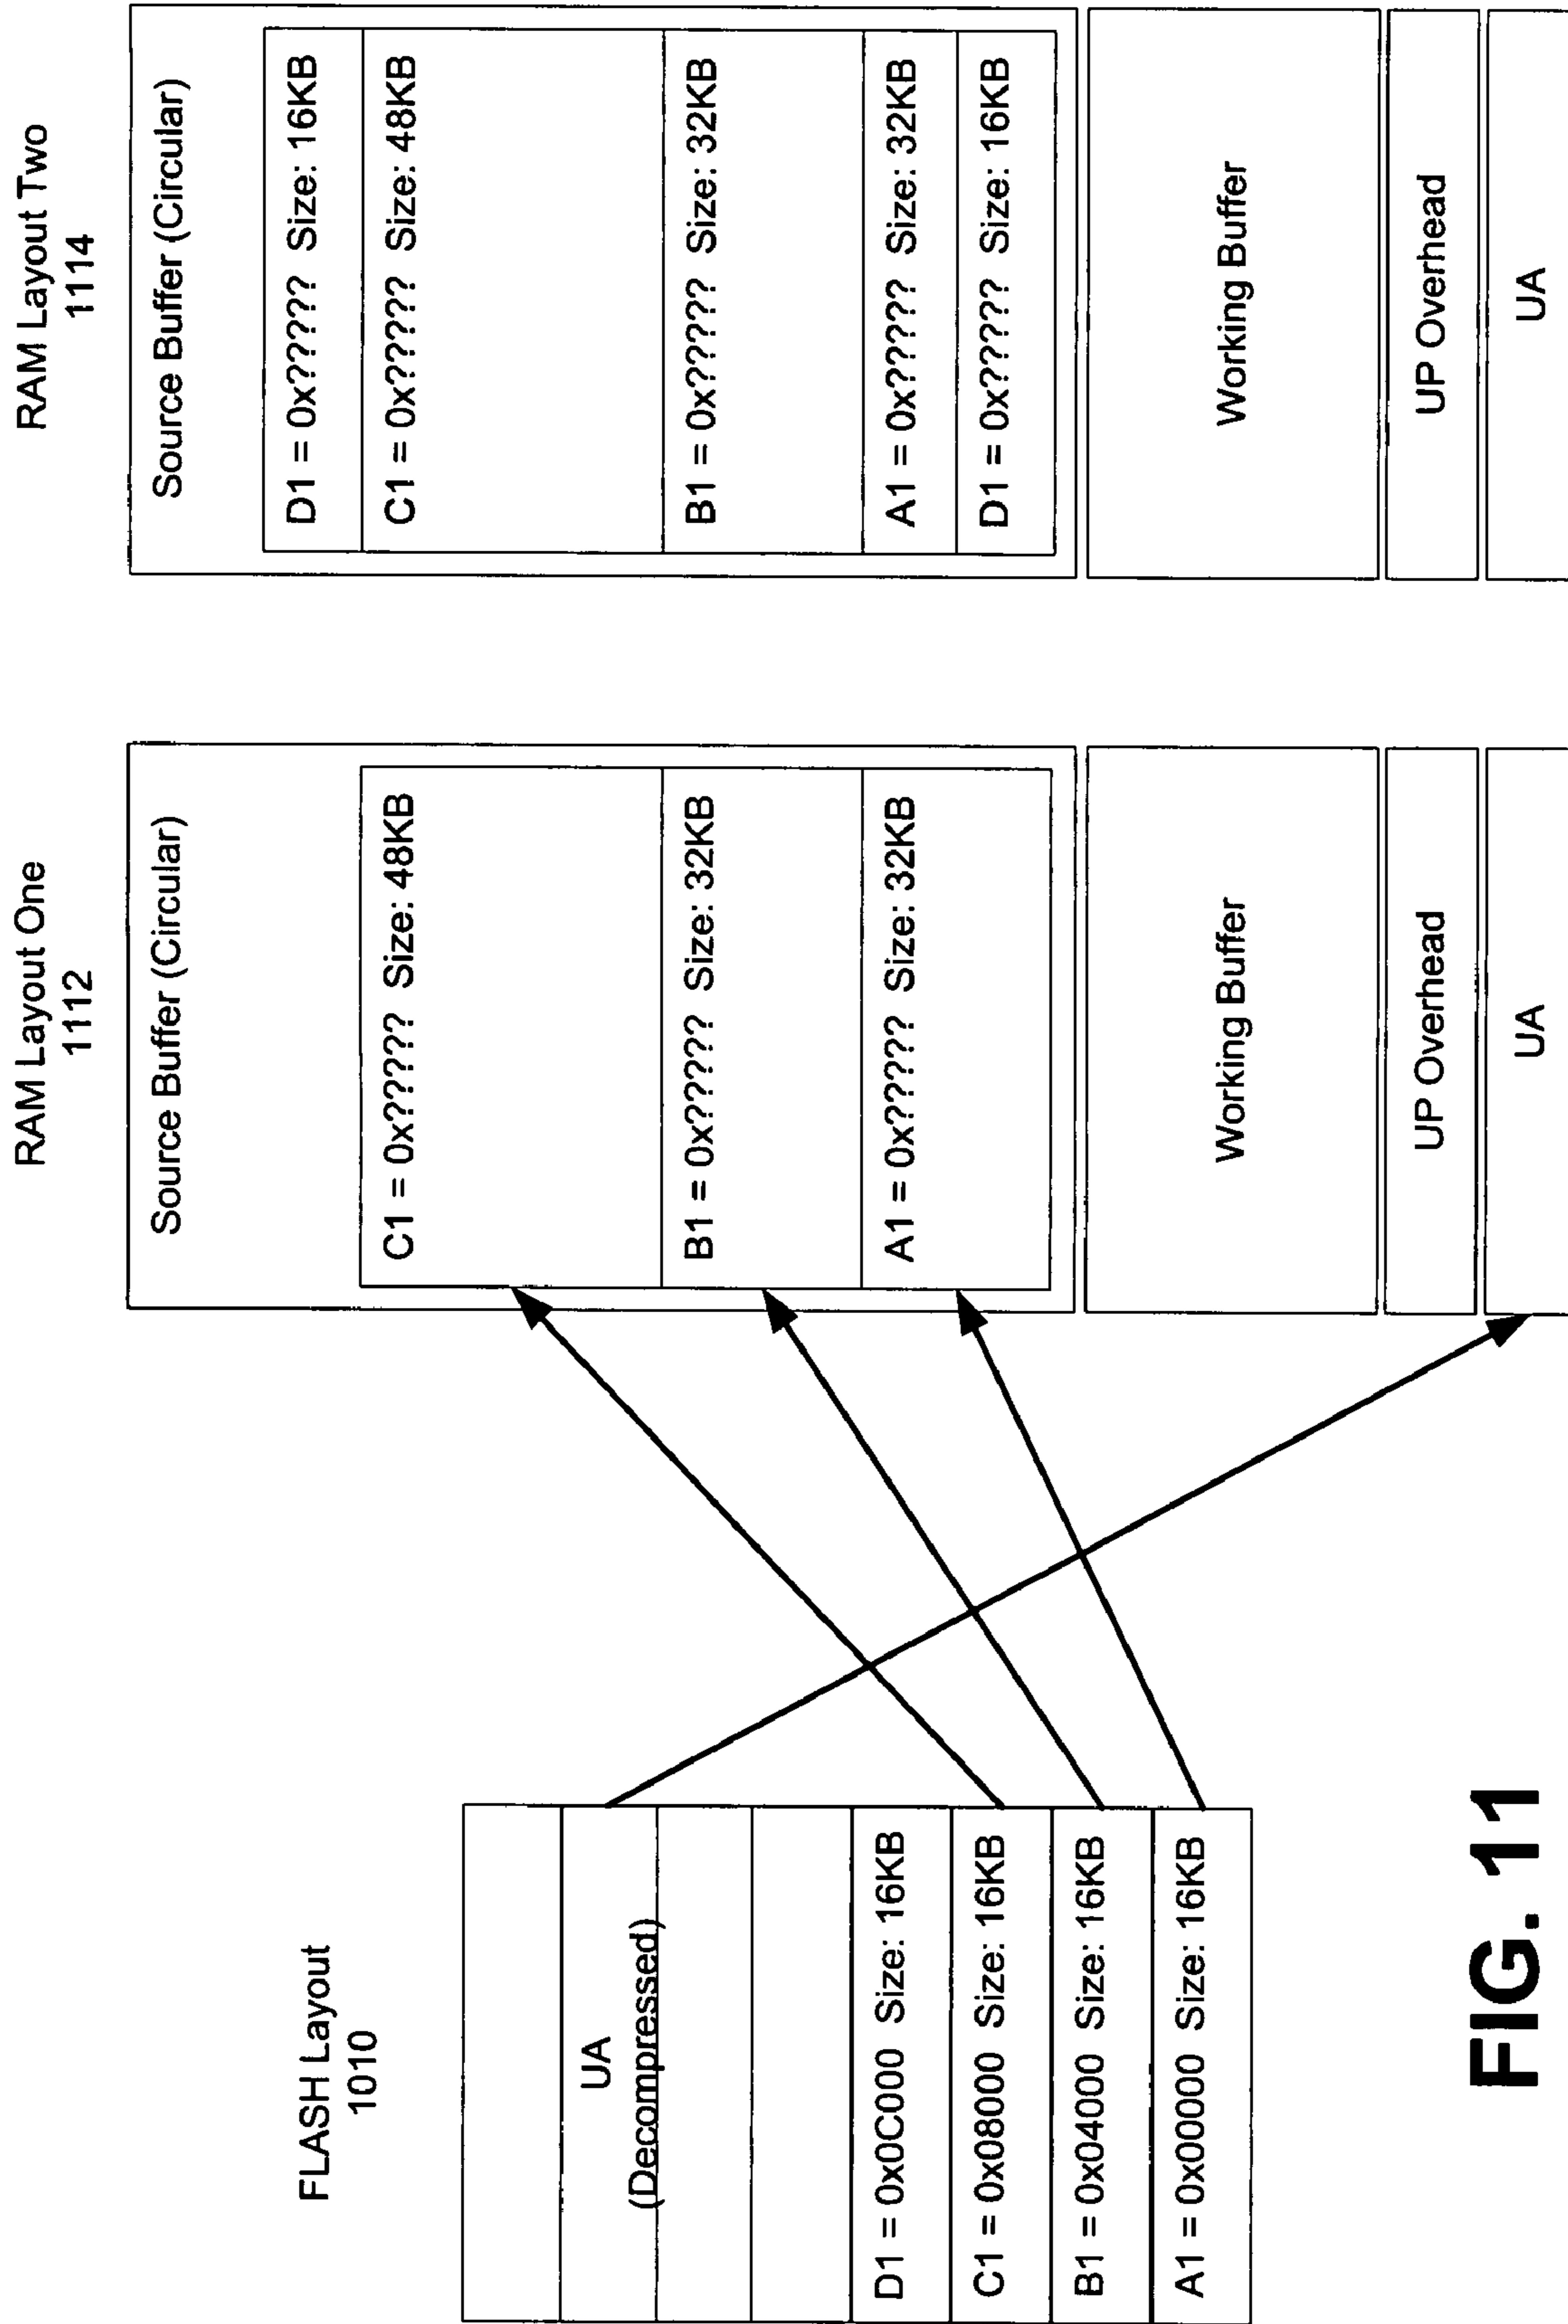 FLASH Layout
1010
UA
(Decompressed)
D1 = 0x0C000 Size: 16KB
C1 = 0x08000 Size: 16KB
B1 = 0x04000 Size: 16KB
A1 = 0x00000 Size: 16KB
RAM Layout One
1112
Source Buffer (Circular)
C1 = 0x????? Size: 48KB
B1 = 0x????? Size: 32KB
A1 = 0x????? Size: 32KB
Working Buffer
UP Overhead
UA
RAM Layout Two
1114
Source Buffer (Circular)
D1 = 0x????? Size: 16KB
C1 = 0x????? Size: 48KB
B1 = 0x????? Size: 32KB
A1 = 0x????? Size: 32KB
D1 = 0x????? Size: 16KB
Working Buffer
UP Overhead
UA
FIG. 11